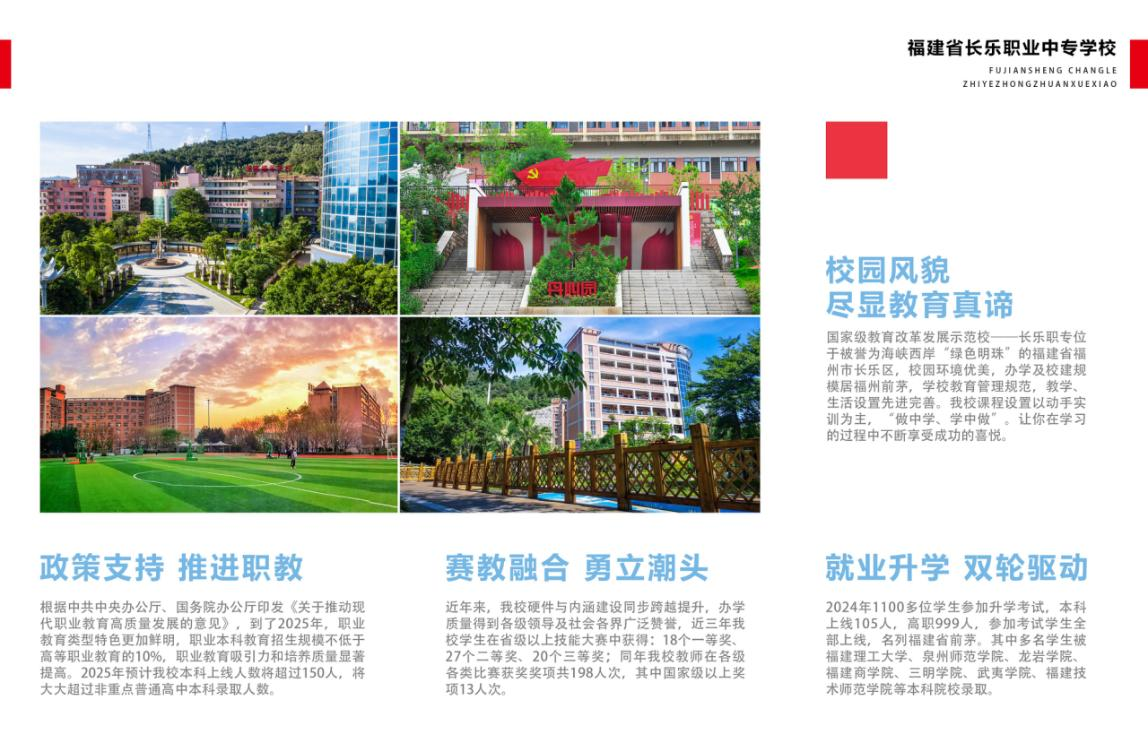 福建省长乐职业中专学校
FUJIANSHENG CHANGLE
ZHIYEZHONGZHUANXUEXIAO
丹心园
校园风貌
尽显教育真谛
国家级教育改革发展示范校——长乐职专位
于被誉为海峡西岸“绿色明珠”的福建省福
州市长乐区，校园环境优美，办学及校建规
模居福州前茅，学校教育管理规范，教学、
生活设置先进完善。我校课程设置以动手实
训为主，“做中学、学中做”。让你在学习
的过程中不断享受成功的喜悦。
政策支持 推进职教
根据中共中央办公厅、国务院办公厅印发《关于推动现
代职业教育高质量发展的意见》，到了2025年，职业
教育类型特色更加鲜明，职业本科教育招生规模不低于
高等职业教育的10%，职业教育吸引力和培养质量显著
提高。2025年预计我校本科上线人数将超过150人，将
大大超过非重点普通高中本科录取人数。
赛教融合 勇立潮头
近年来，我校硬件与内涵建设同步跨越提升，办学
质量得到各级领导及社会各界广泛赞誉，近三年我
校学生在省级以上技能大赛中获得：18个一等奖、
27个二等奖、20个三等奖；同年我校教师在各级
各类比赛获奖奖项共198人次，其中国家级以上奖
项13人次。
就业升学 双轮驱动
2024年1100多位学生参加升学考试，本科
上线105人，高职999人，参加考试学生全
部上线，名列福建省前茅。其中多名学生被
福建理工大学、泉州师范学院、龙岩学院、
福建商学院、三明学院、武夷学院、福建技
术师范学院等本科院校录取。